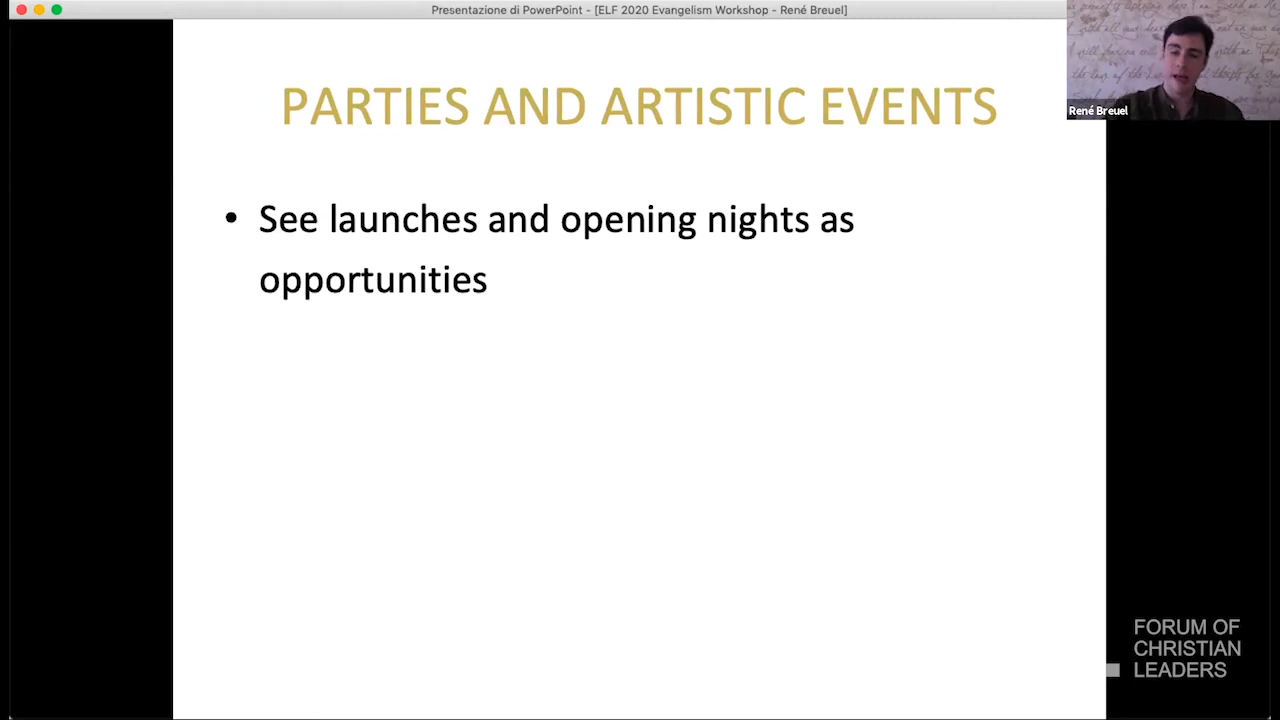 Presentazione di PowerPoint - [ELF 2020 Evangelism Workshop - René Breuel]
René Breuel
PARTIES AND ARTISTIC EVENTS
• See launches and opening nights as
opportunities
FORUM OF
CHRISTIAN
LEADERS